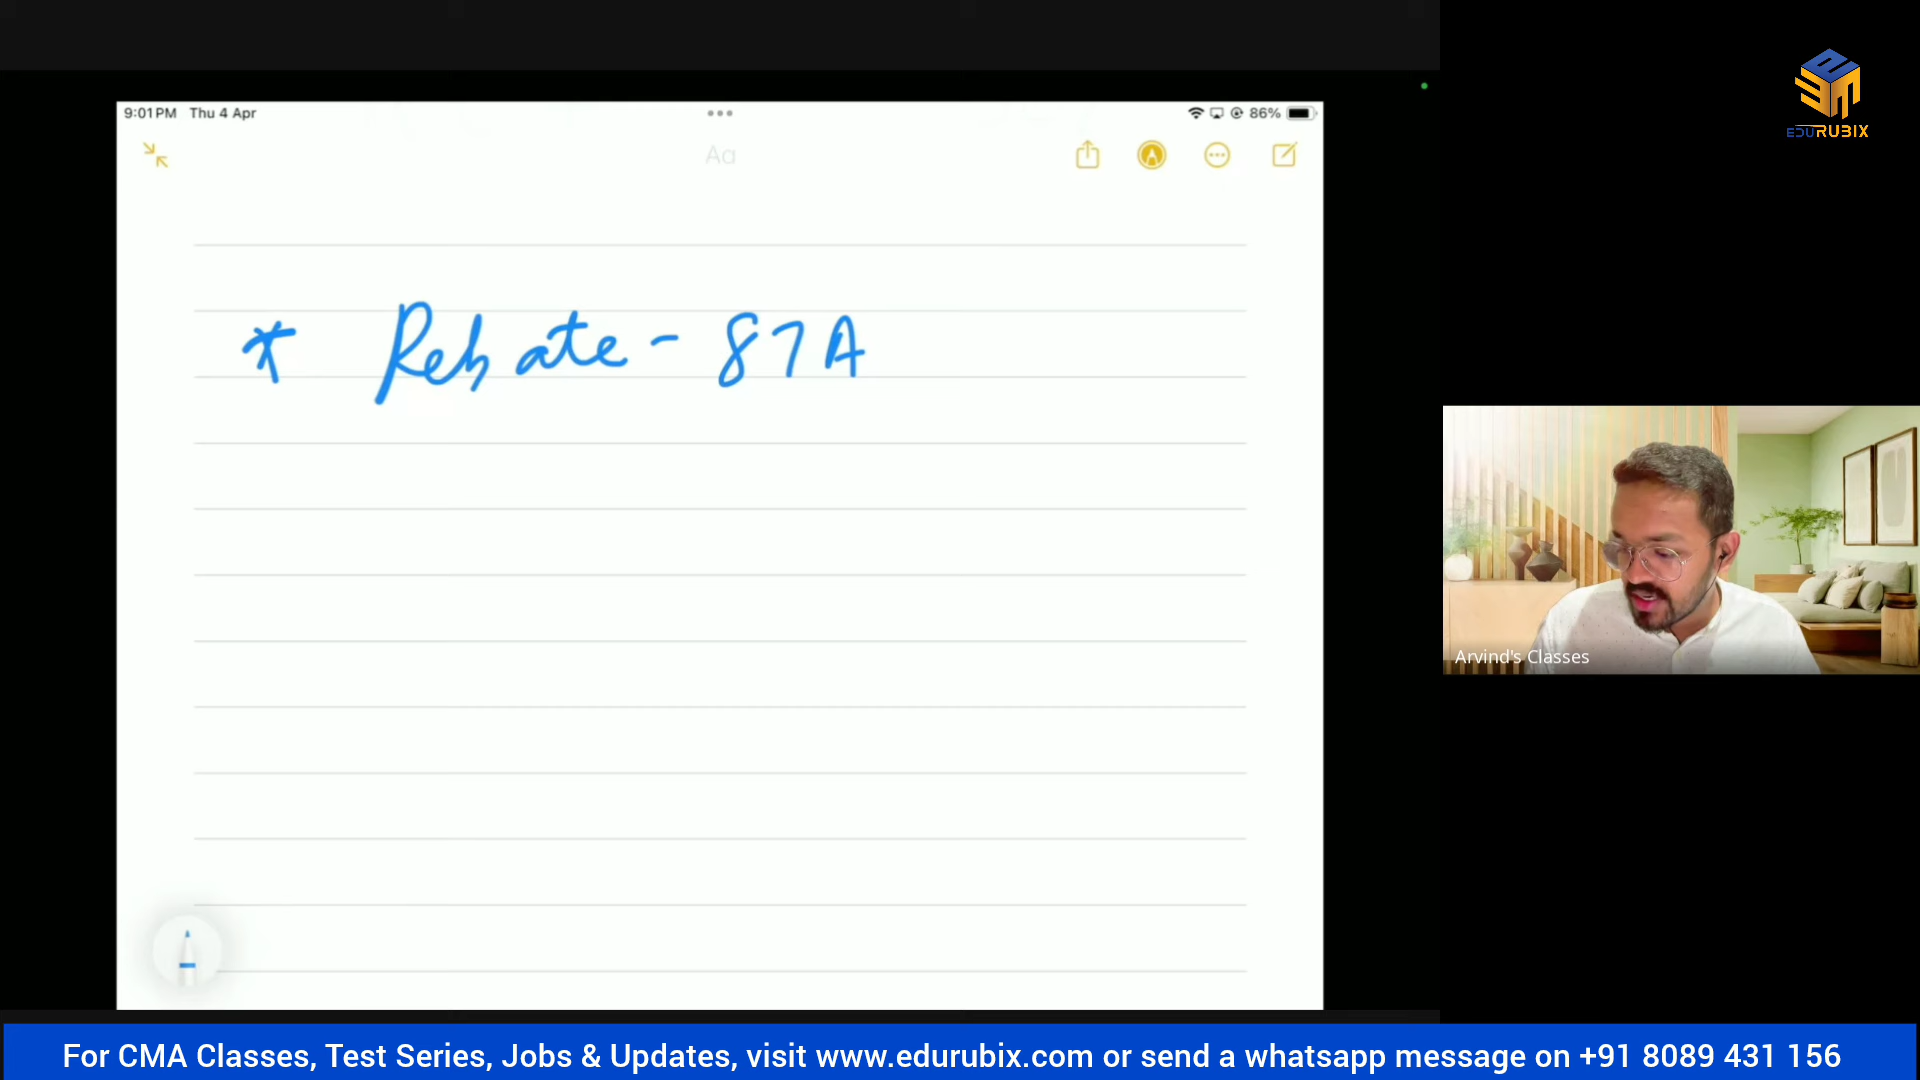 9:01 PM Thu 4 Apr
86%
Aa
* Rebate - 87A
EDURUBIX
Arvind's Classes
For CMA Classes, Test Series, Jobs & Updates, visit www.edurubix.com or send a whatsapp message on +91 8089 431 156